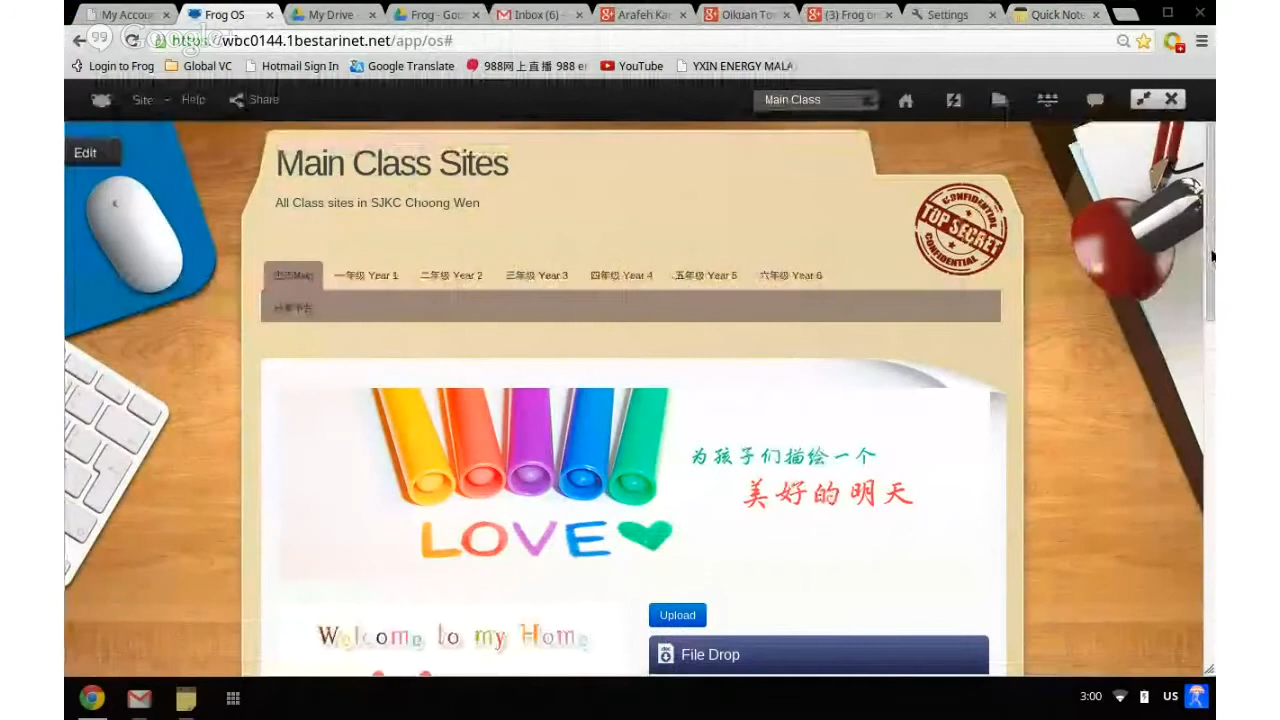 My Accou
Frog OS
My Drive
Frog - Goo
Inbox (6) -
Arafeh Kar
Oikuan To
(3) Frog on
Settings
Quick Note
https://wbc0144.1bestarinet.net/app/os#
Login to Frog
Global VC
Hotmail Sign In
Google Translate
988网上直播 988 er
YouTube
YXIN ENERGY MALA
Site
Help
Share
Main Class
Edit
Main Class Sites
All Class sites in SJKC Choong Wen
CONFIDENTIAL
TOP SECRET
CONFIDENTIAL
一年级 Year 1
二年级 Year 2
三年级 Year 3
四年级 Year 4
五年级 Year 5
六年级 Year 6
为孩子们描绘一个
美好的明天
LOVE
Upload
Welcome to my Home
File Drop
3:00
US